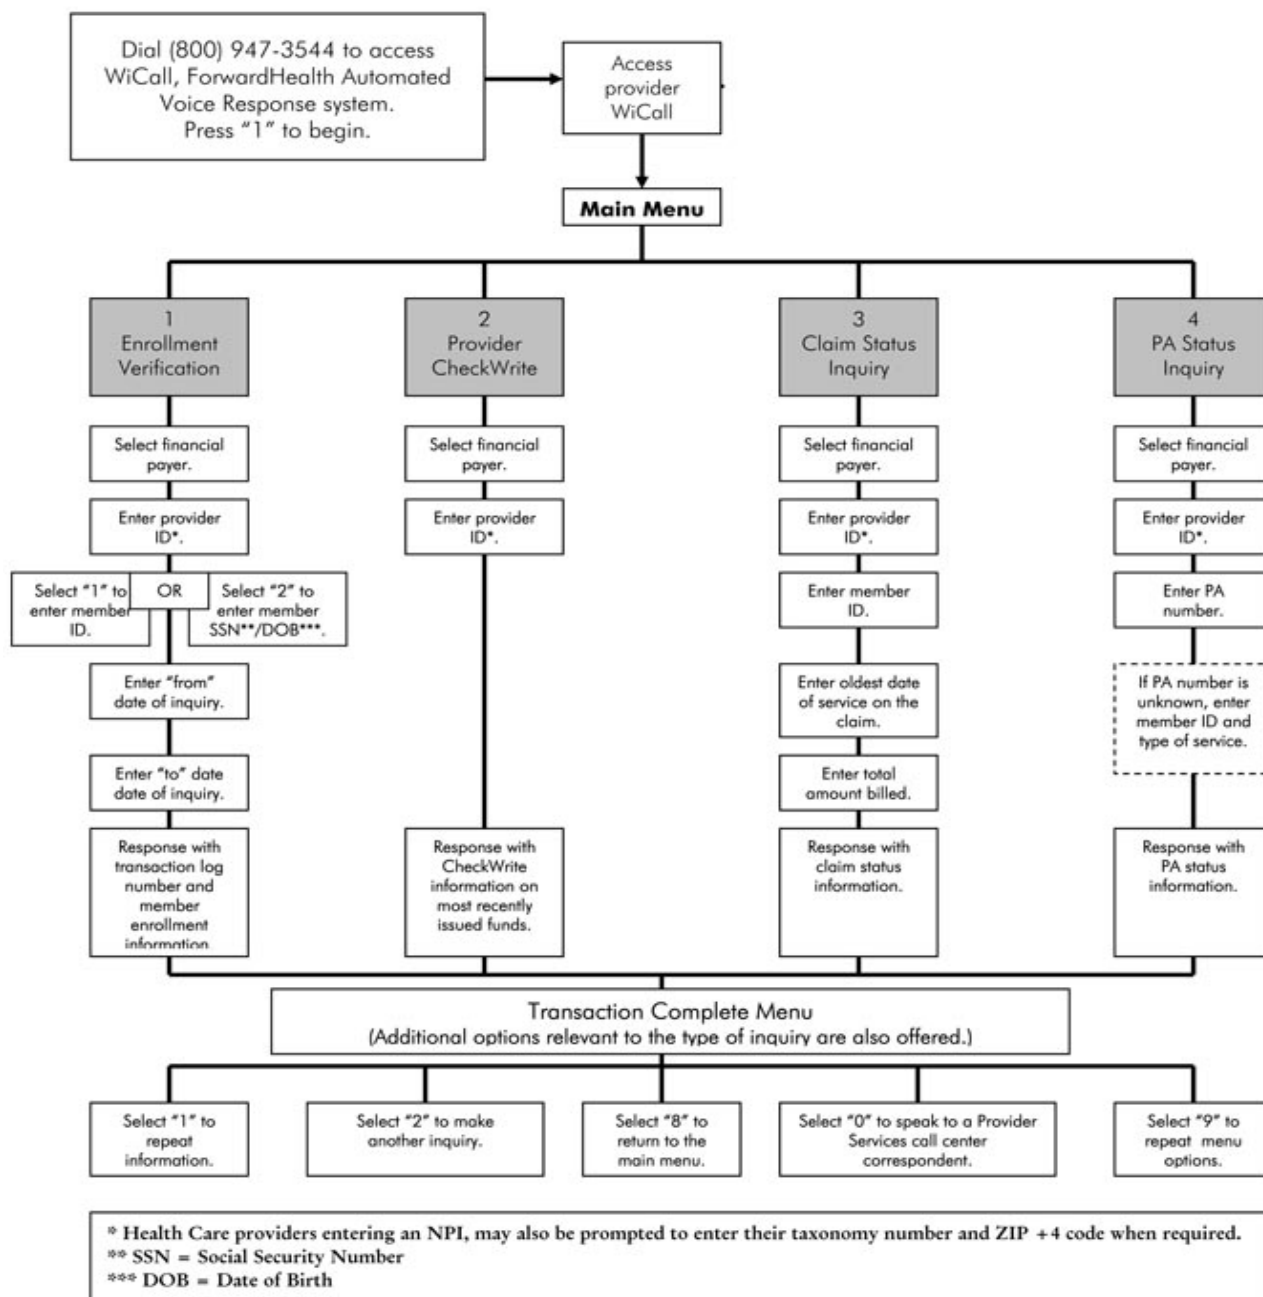 Dial (800) 947-3544 to access
WiCall, ForwardHealth Automated
Voice Response system.
Press "1" to begin.
Access
provider
WiCall
Main Menu
1
Enrollment
Verification
2
Provider
CheckWrite
3
Claim Status
Inquiry
4
PA Status
Inquiry
Select financial
payer.
Select financial
payer.
Select financial
payer.
Select financial
payer.
Enter provider
ID*.
Enter provider
ID*.
Enter provider
ID*.
Enter provider
ID*.
Select "1" to
enter member
ID.
OR
Select "2" to
enter member
SSN**/DOB***.
Enter member
ID.
Enter PA
number.
Enter "from"
date of inquiry.
Enter oldest date
of service on the
claim.
If PA number is
unknown, enter
member ID and
type of service.
Enter "to" date
date of inquiry.
Enter total
amount billed.
Response with
transaction log
number and
member
enrollment
information.
Response with
CheckWrite
information on
most recently
issued funds.
Response with
claim status
information.
Response with
PA status
information.
Transaction Complete Menu
(Additional options relevant to the type of inquiry are also offered.)
Select "1" to
repeat
information.
Select "2" to make
another inquiry.
Select "8" to
return to the
main menu.
Select "0" to speak to a Provider
Services call center
correspondent.
Select "9" to
repeat menu
options.
* Health Care providers entering an NPI, may also be prompted to enter their taxonomy number and ZIP +4 code when required.
** SSN = Social Security Number
*** DOB = Date of Birth